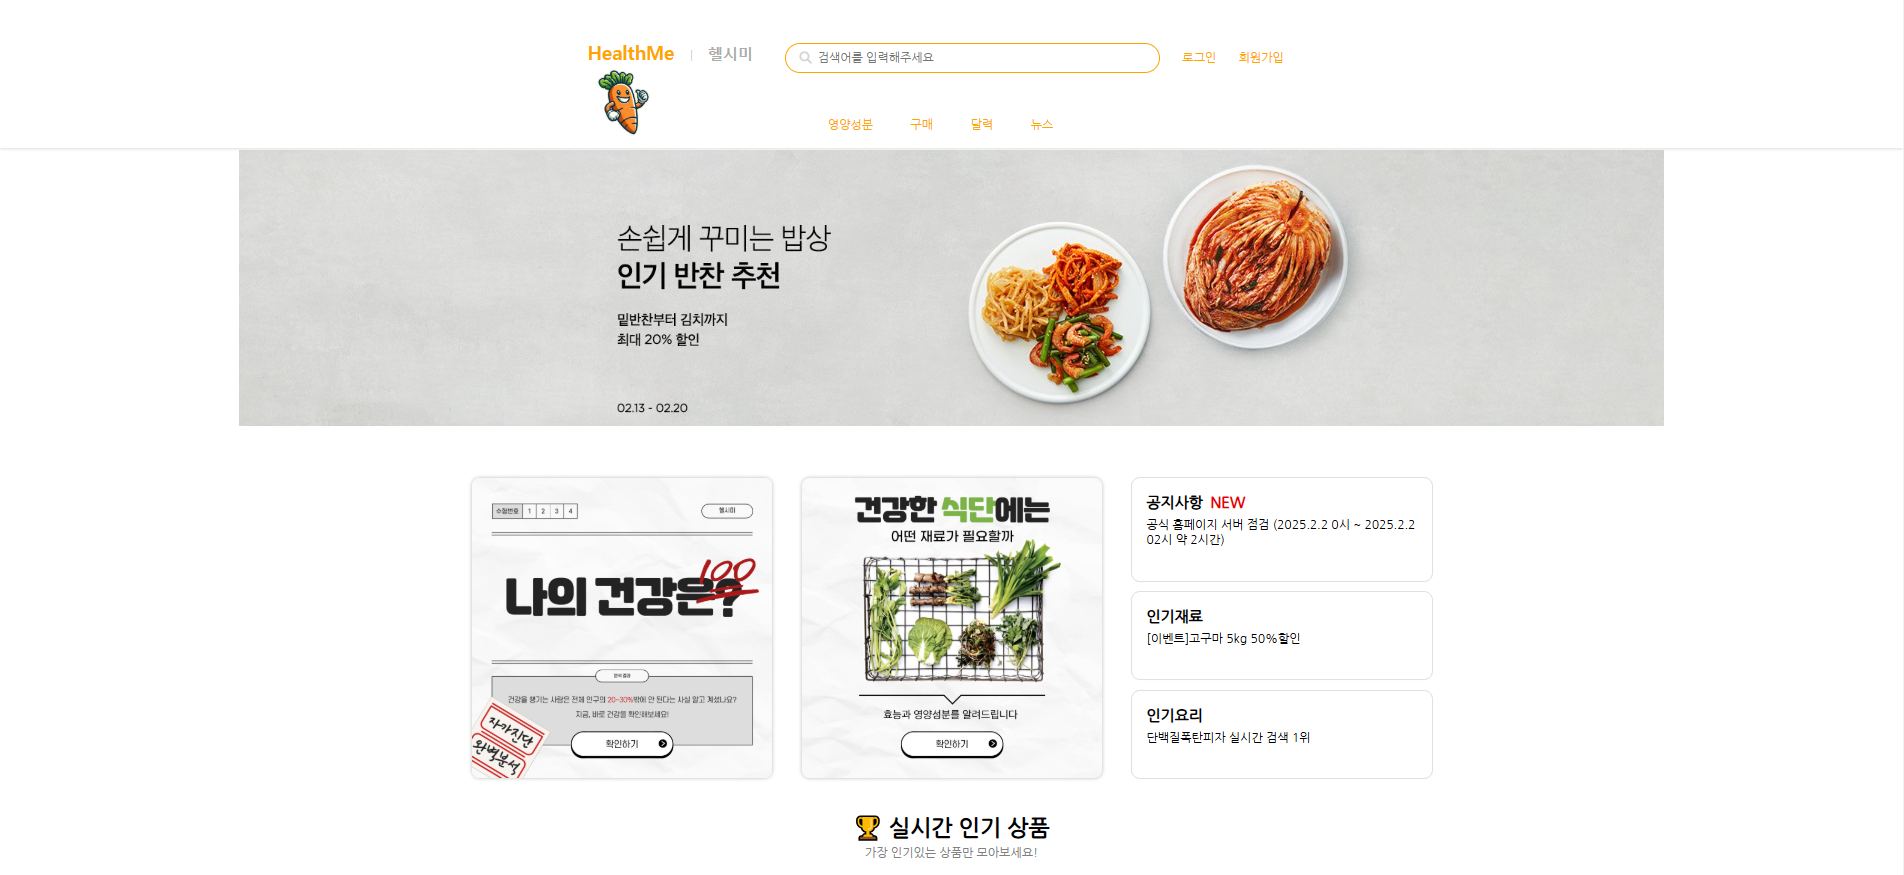 HealthMe | 헬시미
검색어를 입력해주세요
로그인 회원가입
영양성분 구매 달력 뉴스
손쉽게 꾸미는 밥상
인기 반찬 추천
밑반찬부터 김치까지
최대 20% 할인
02.13 - 02.20
수험번호 1 2 3 4
헬시미
나의 건강은?
100
분석 결과
건강을 챙기는 사람은 전체 인구의 20~30%밖에 안 된다는 사실 알고 계셨나요?
지금, 바로 건강을 확인해보세요!
자가진단
완벽분석
확인하기
건강한 식단에는
어떤 재료가 필요할까
효능과 영양성분를 알려드립니다
확인하기
공지사항 NEW
공식 홈페이지 서버 점검 (2025.2.2 0시 ~ 2025.2.2
02시 약 2시간)
인기재료
[이벤트]고구마 5kg 50%할인
인기요리
단백질폭탄피자 실시간 검색 1위
실시간 인기 상품
가장 인기있는 상품만 모아보세요!